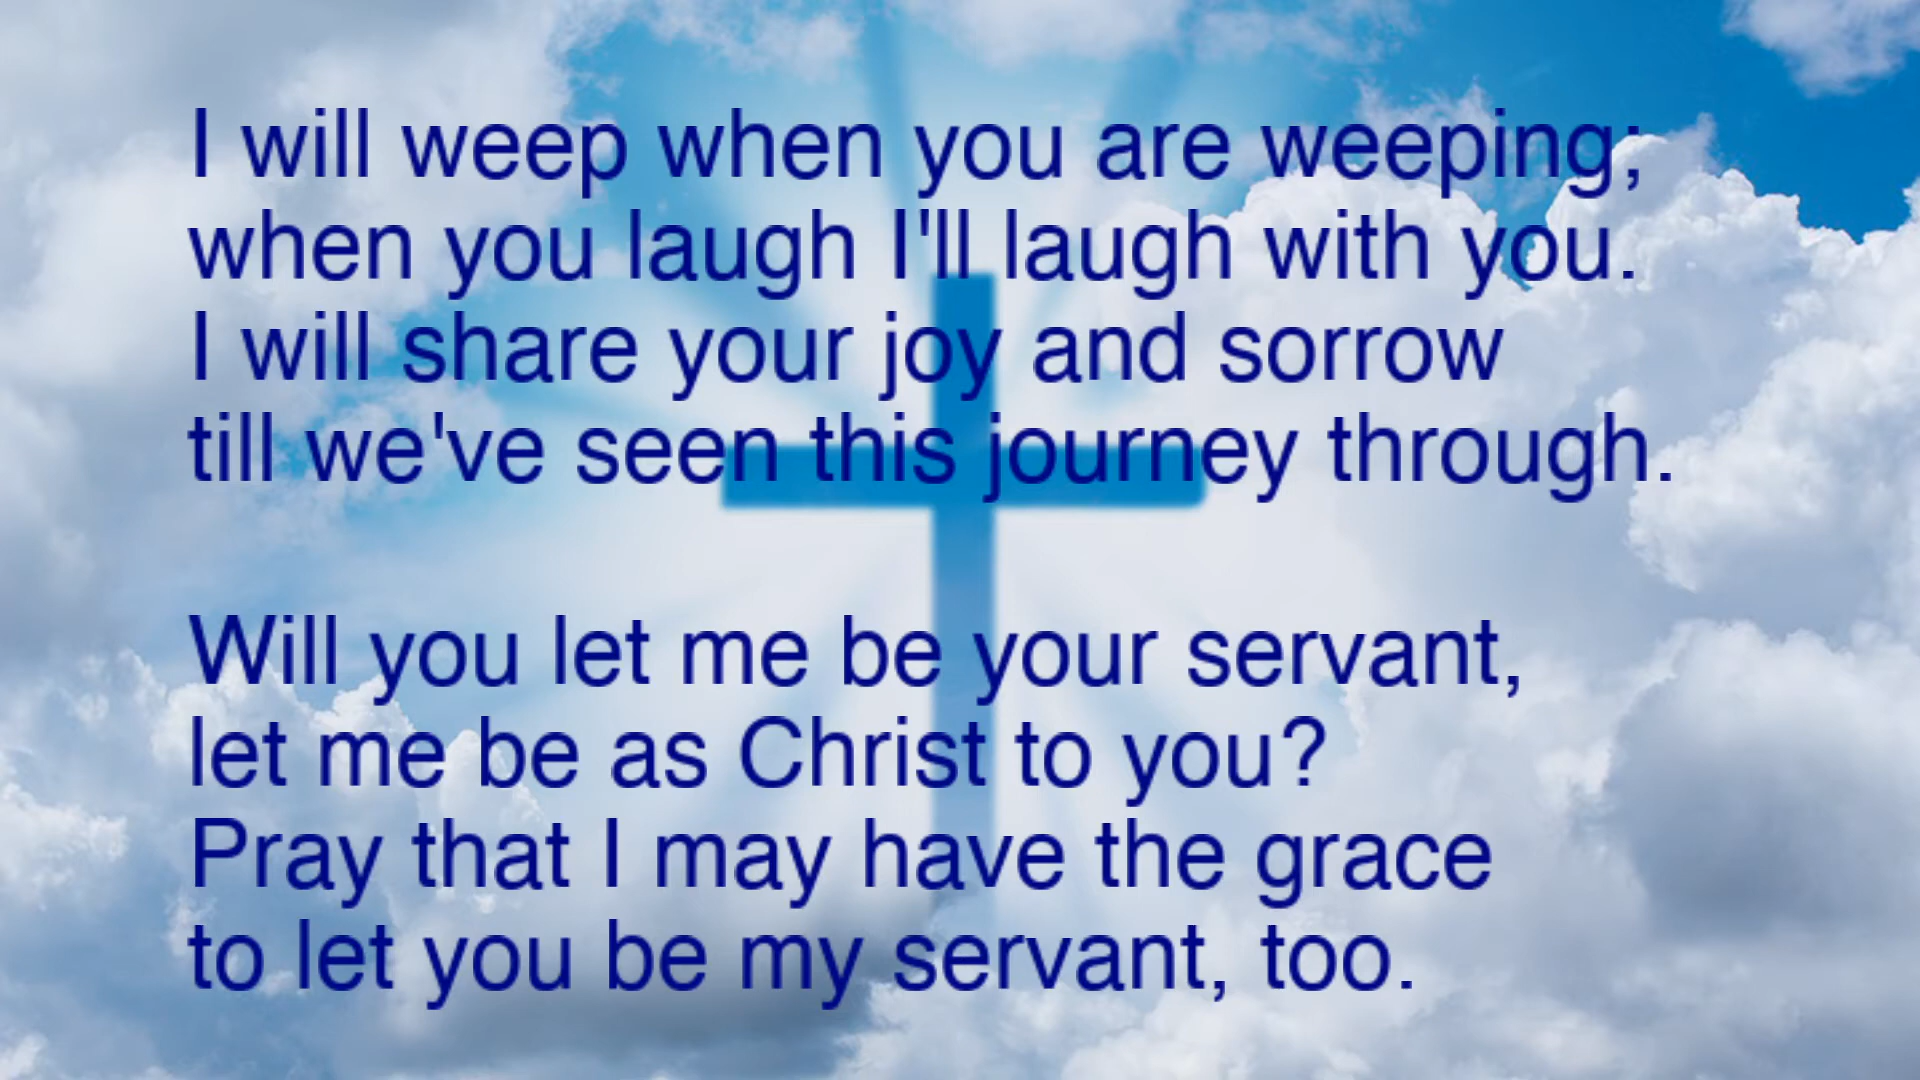 I will weep when you are weeping;
when you laugh I'll laugh with you.
I will share your joy and sorrow
till we've seen this journey through.
Will you let me be your servant,
let me be as Christ to you?
Pray that I may have the grace
to let you be my servant, too.